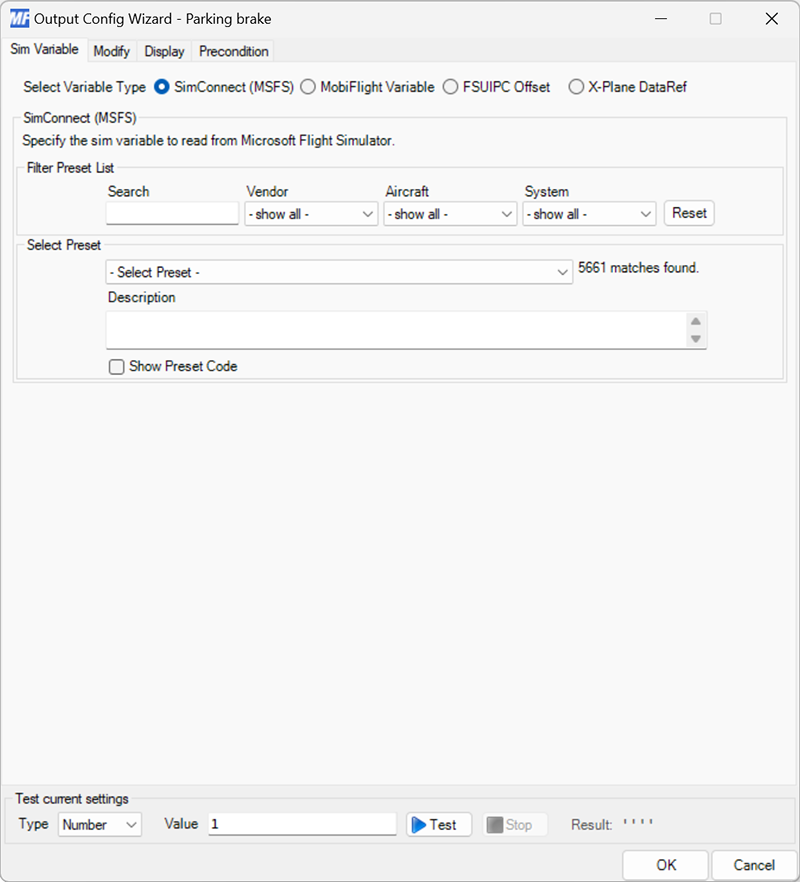 MF Output Config Wizard - Parking brake
Sim Variable Modify Display Precondition
Select Variable Type SimConnect (MSFS) MobiFlight Variable FSUIPC Offset X-Plane DataRef
SimConnect (MSFS)
Specify the sim variable to read from Microsoft Flight Simulator.
Filter Preset List
Search Vendor Aircraft System
- show all - - show all - - show all - Reset
Select Preset
- Select Preset - 5661 matches found.
Description
Show Preset Code
Test current settings
Type Number Value 1 Test Stop Result: ' ' ' '
OK Cancel